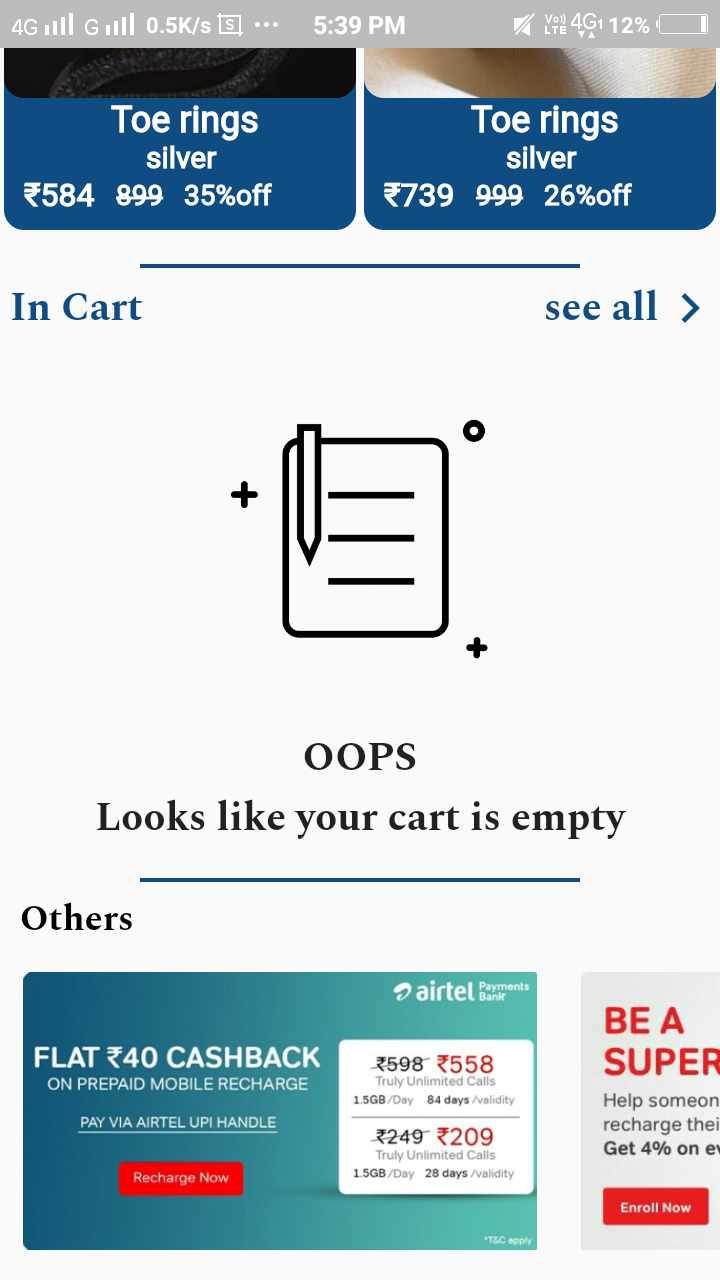 4G G 0.5K/s S ... 5:39 PM Vo)) LTE 4G 1 12%
Toe rings
silver
₹584 899 35%off
Toe rings
silver
₹739 999 26%off
In Cart see all
OOPS
Looks like your cart is empty
Others
airtel Payments Bank
FLAT ₹40 CASHBACK
ON PREPAID MOBILE RECHARGE
PAY VIA AIRTEL UPI HANDLE
Recharge Now
₹598 ₹558
Truly Unlimited Calls
1.5GB/Day 84 days/validity
₹249 ₹209
Truly Unlimited Calls
1.5GB/Day 28 days/validity
*T&C apply
BE A
SUPER
Help someon
recharge thei
Get 4% on ev
Enroll Now